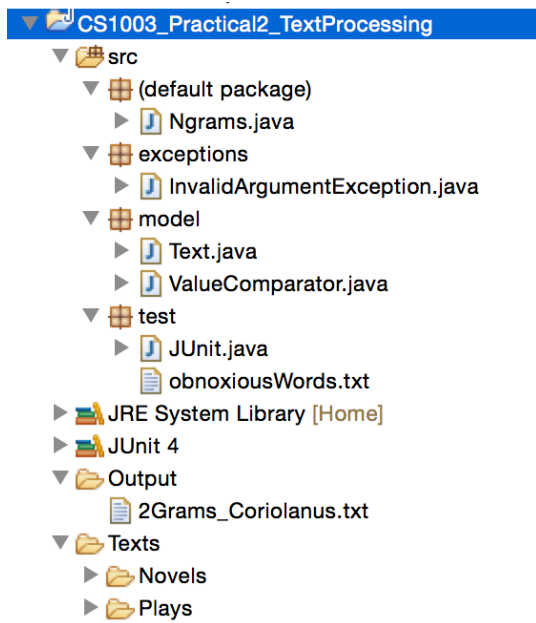 CS1003_Practical2_TextProcessing
src
(default package)
Ngrams.java
exceptions
InvalidArgumentException.java
model
Text.java
ValueComparator.java
test
JUnit.java
obnoxiousWords.txt
JRE System Library [Home]
JUnit 4
Output
2Grams_Coriolanus.txt
Texts
Novels
Plays